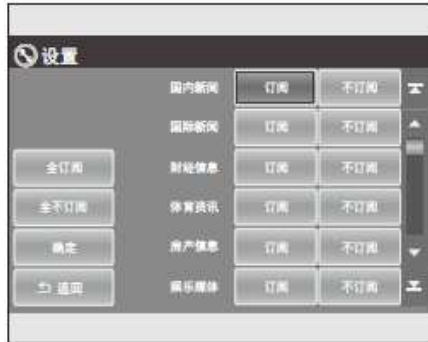 设置
国内新闻 订阅 不订阅
国际新闻 订阅 不订阅
全订阅 财经信息 订阅 不订阅
全不订阅 体育资讯 订阅 不订阅
确定 房产信息 订阅 不订阅
返回 娱乐媒体 订阅 不订阅